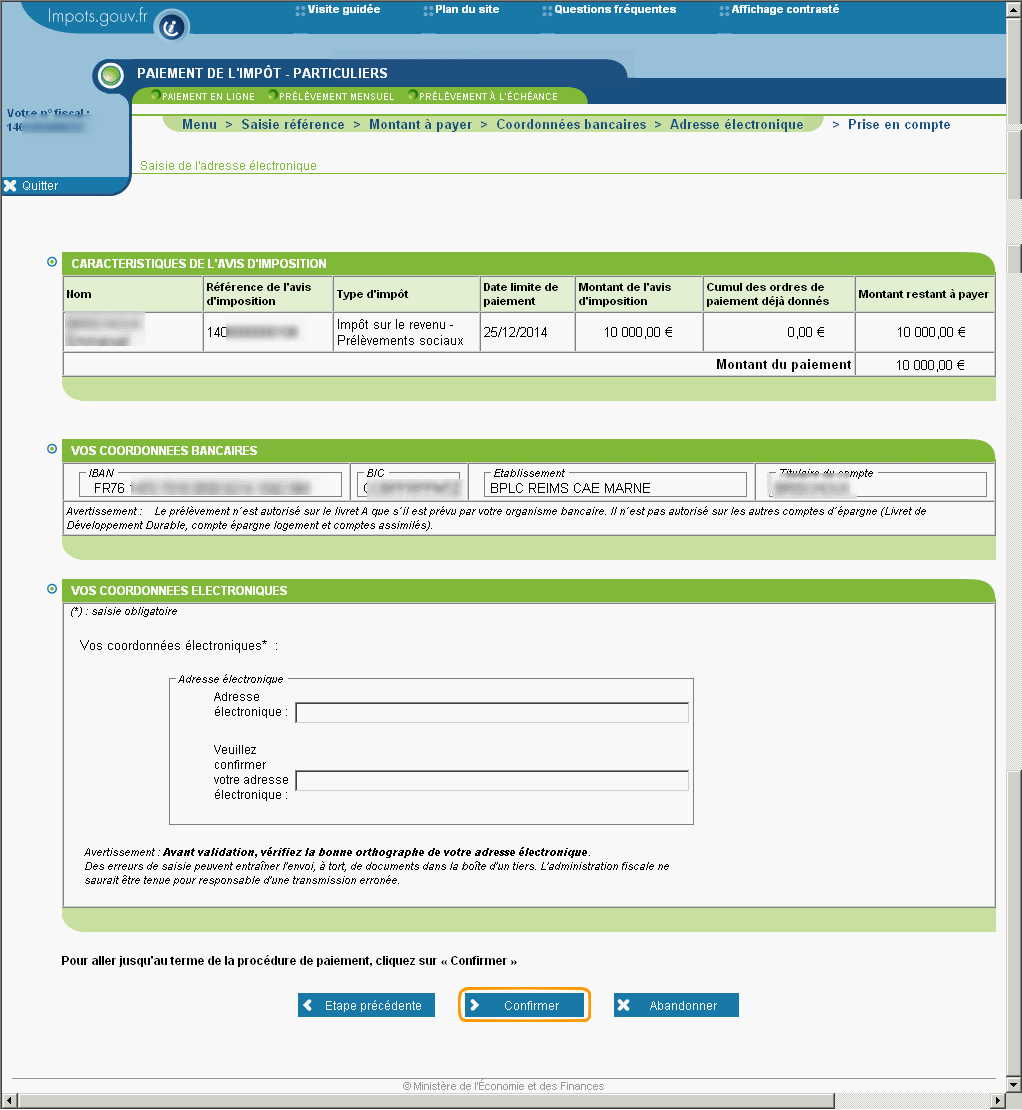 Impots.gouv.fr
Visite guidée Plan du site Questions fréquentes Affichage contrasté
PAIEMENT DE L'IMPÔT - PARTICULIERS
PAIEMENT EN LIGNE PRÉLÈVEMENT MENSUEL PRÉLÈVEMENT À L'ÉCHÉANCE
Votre n° fiscal :
140
Menu > Saisie référence > Montant à payer > Coordonnées bancaires > Adresse électronique > Prise en compte
Saisie de l'adresse électronique
Quitter
CARACTERISTIQUES DE L'AVIS D'IMPOSITION
Nom
Référence de l'avis
d'imposition
Type d'impôt
Date limite de
paiement
Montant de l'avis
d'imposition
Cumul des ordres de
paiement déjà donnés
Montant restant à payer
140
Impôt sur le revenu -
Prélèvements sociaux
25/12/2014
10 000,00 €
0,00 €
10 000,00 €
Montant du paiement 10 000,00 €
VOS COORDONNEES BANCAIRES
IBAN BIC Etablissement Titulaire du compte
FR76 BPLC REIMS CAE MARNE
Avertissement : Le prélèvement n´est autorisé sur le livret A que s´il est prévu par votre organisme bancaire. Il n´est pas autorisé sur les autres comptes d´épargne (Livret de
Développement Durable, compte épargne logement et comptes assimilés).
VOS COORDONNEES ELECTRONIQUES
(*) : saisie obligatoire
Vos coordonnées électroniques* :
Adresse électronique
Adresse
électronique :
Veuillez
confirmer
votre adresse
électronique :
Avertissement : Avant validation, vérifiez la bonne orthographe de votre adresse électronique.
Des erreurs de saisie peuvent entraîner l'envoi, à tort, de documents dans la boîte d'un tiers. L'administration fiscale ne
saurait être tenue pour responsable d'une transmission erronée.
Pour aller jusqu'au terme de la procédure de paiement, cliquez sur « Confirmer »
Etape précédente Confirmer Abandonner
© Ministère de l'Économie et des Finances